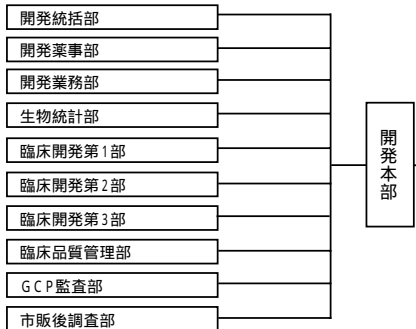 開発統括部
開発薬事部
開発業務部
生物統計部
臨床開発第1部
臨床開発第2部
臨床開発第3部
臨床品質管理部
GCP監査部
市販後調査部
開発本部